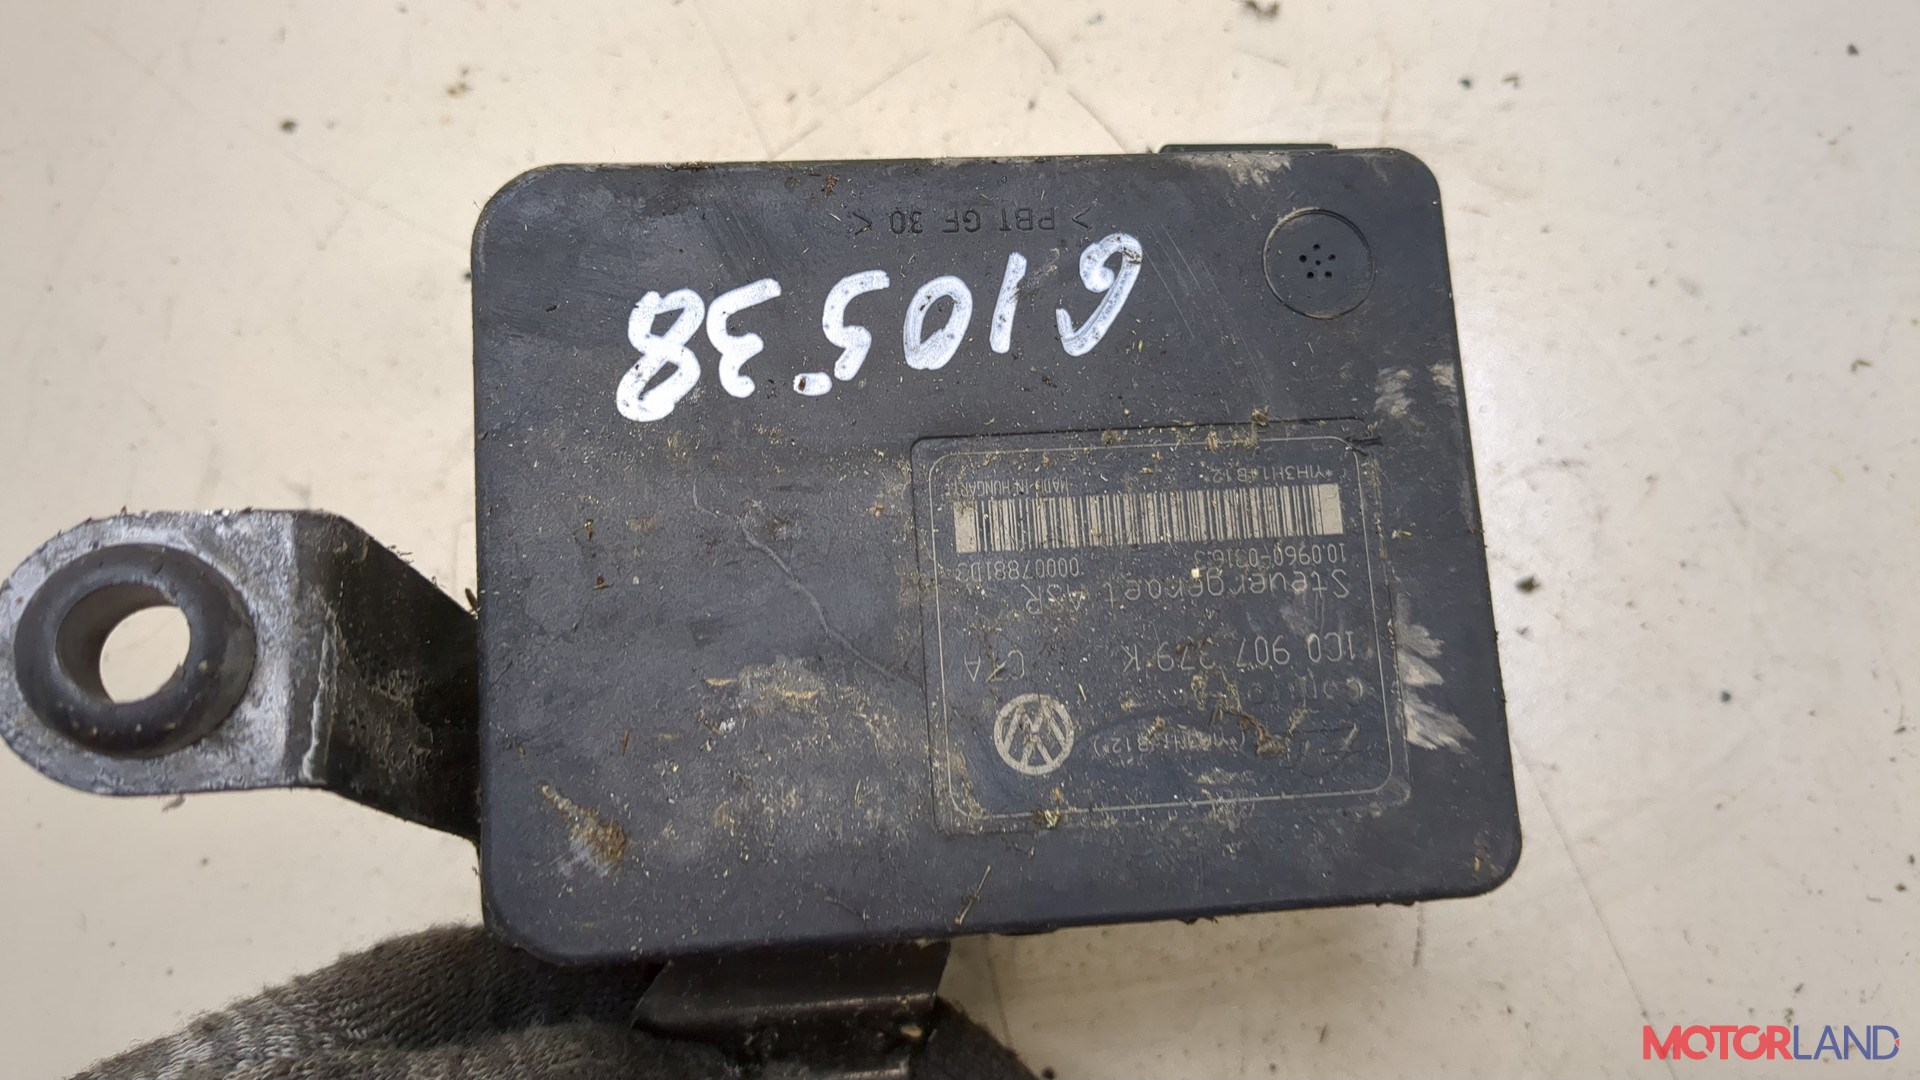 > PBT GF 30 <
6105"38
1C0 907 379 K C7A
Steuergeraet ASR
10.0960-0316.3 00007881D3
MADE IN HUNGARY
MOTORLAND